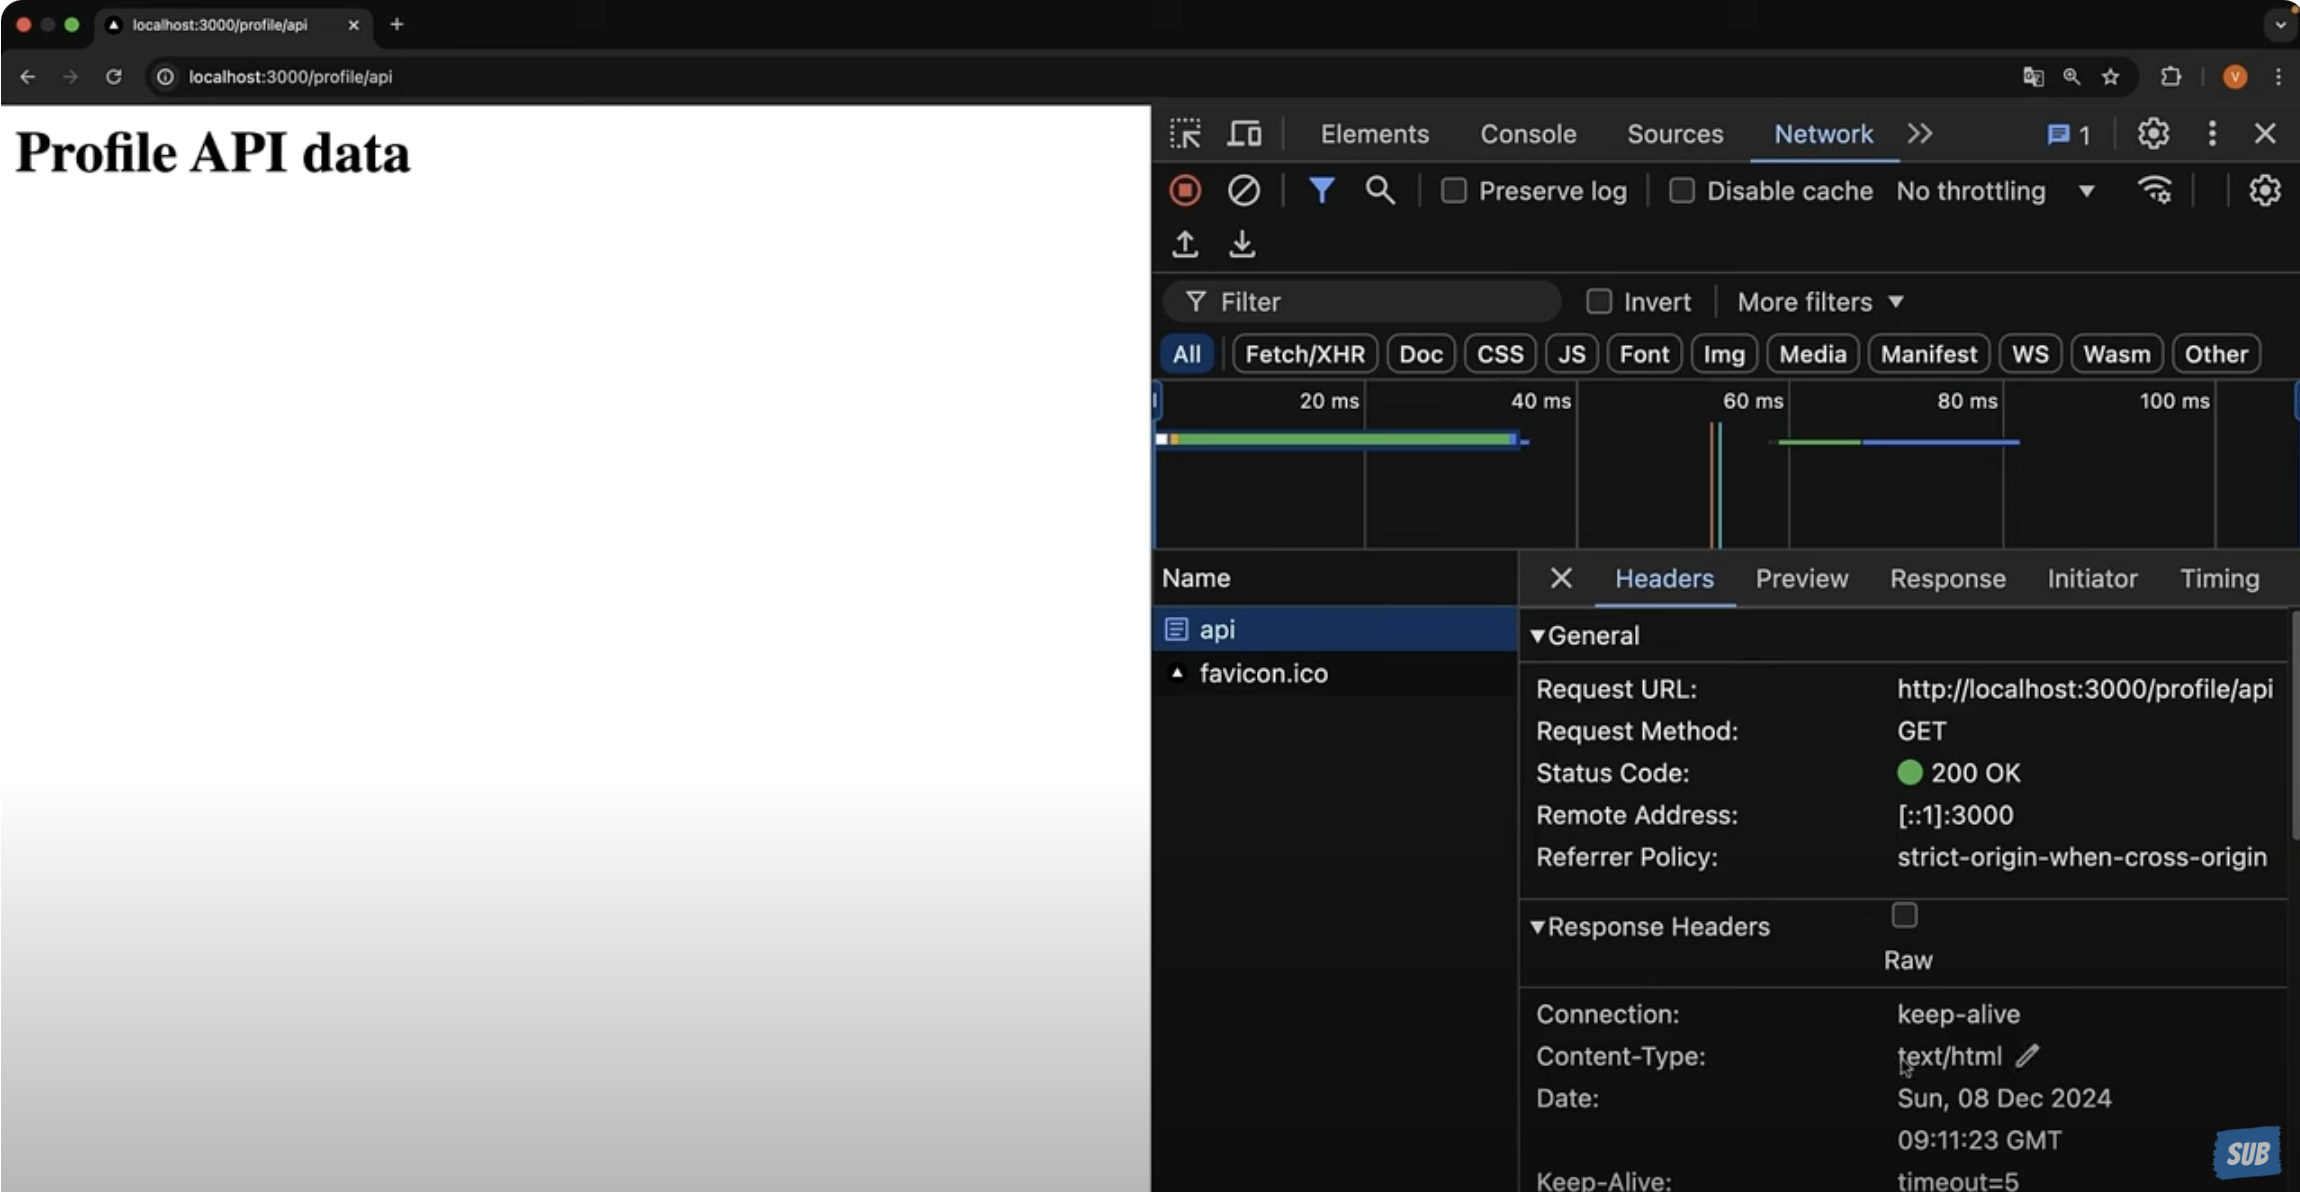 localhost:3000/profile/api
localhost:3000/profile/api
V
Profile API data
Elements Console Sources Network 1
Preserve log Disable cache No throttling
Filter Invert More filters
All Fetch/XHR Doc CSS JS Font Img Media Manifest WS Wasm Other
20 ms 40 ms 60 ms 80 ms 100 ms
Name
api
favicon.ico
Headers Preview Response Initiator Timing
General
Request URL: http://localhost:3000/profile/api
Request Method: GET
Status Code: 200 OK
Remote Address: [::1]:3000
Referrer Policy: strict-origin-when-cross-origin
Response Headers
Raw
Connection: keep-alive
Content-Type: text/html
Date: Sun, 08 Dec 2024
09:11:23 GMT
Keep-Alive: timeout=5
SUB